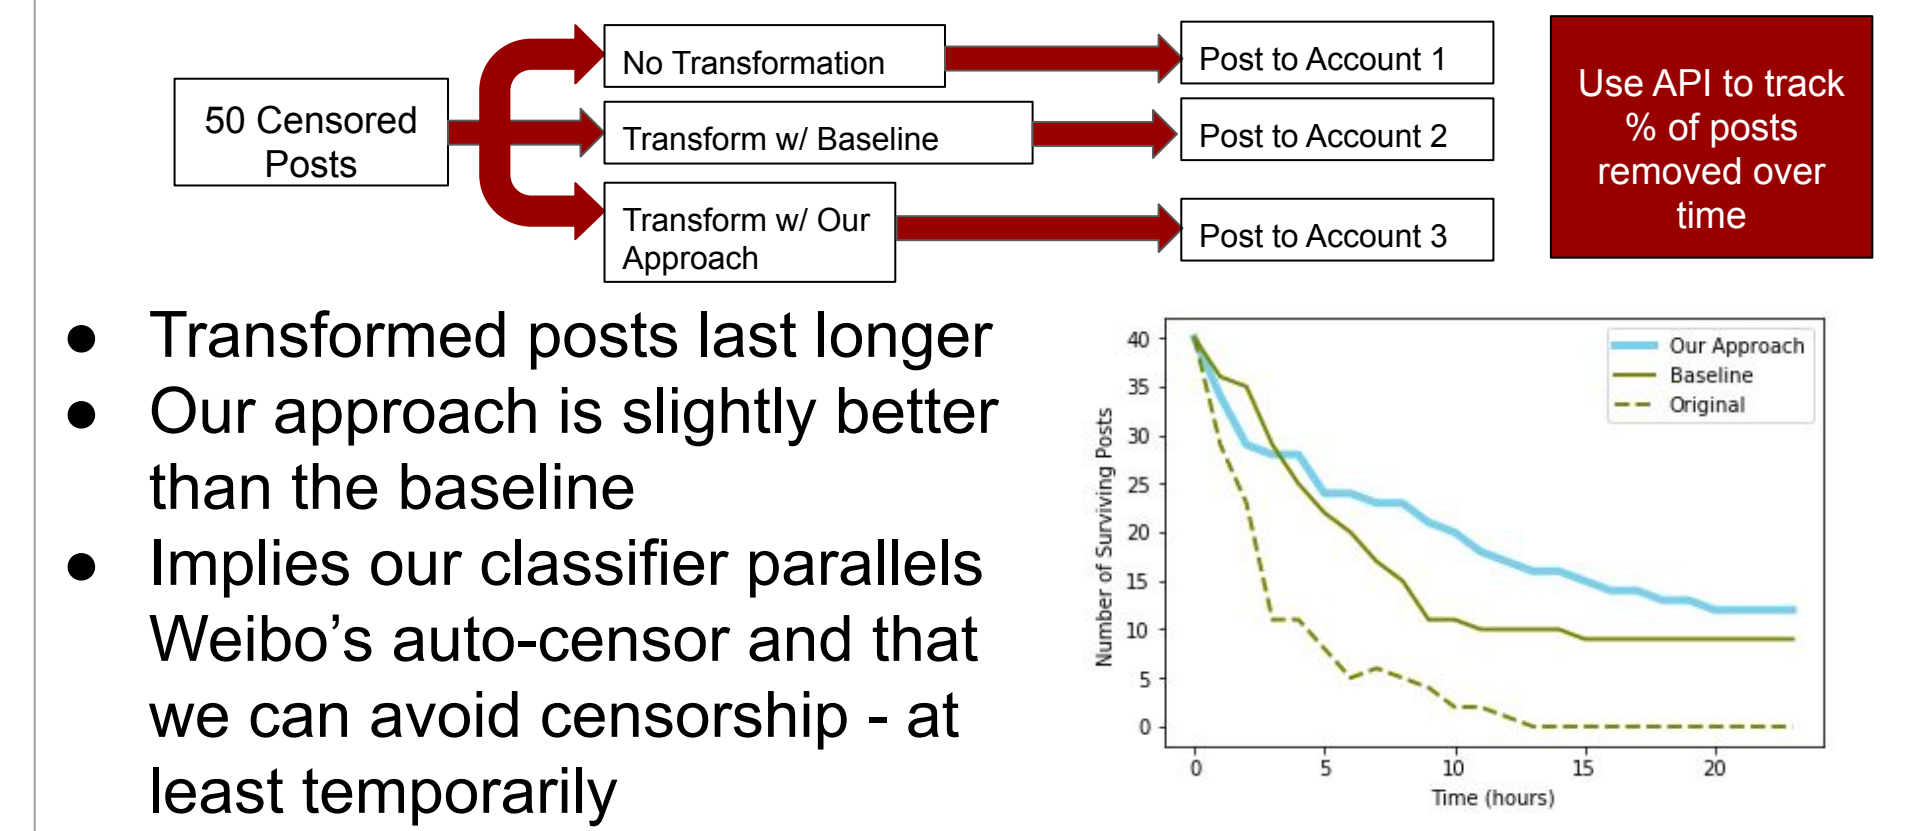 50 Censored
Posts
No Transformation
Transform w/ Baseline
Transform w/ Our
Approach
Post to Account 1
Post to Account 2
Post to Account 3
Use API to track
% of posts
removed over
time
● Transformed posts last longer
● Our approach is slightly better
than the baseline
● Implies our classifier parallels
Weibo’s auto-censor and that
we can avoid censorship - at
least temporarily
Number of Surviving Posts
40
35
30
25
20
15
10
5
0
Our Approach
Baseline
Original
0 5 10 15 20
Time (hours)